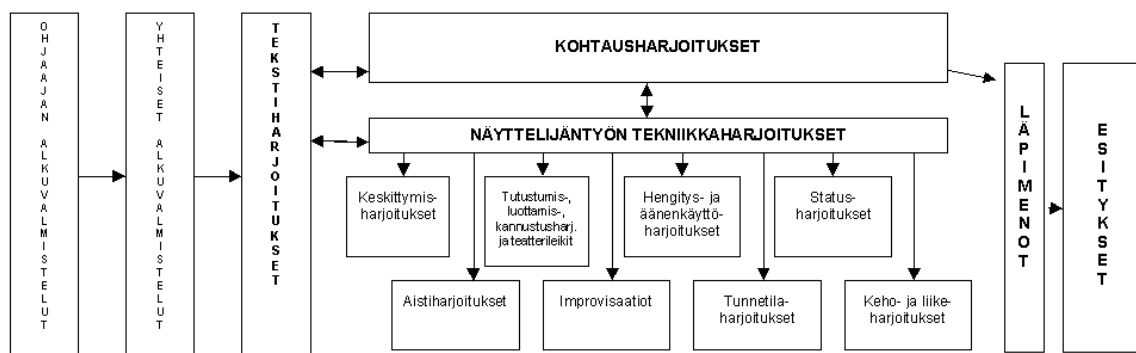 OHJAAJAN ALKUVALMISTELUT
YHTEISET ALKUVALMISTELUT
TEKSTIHARJOITUKSET
KOHTAUSHARJOITUKSET
NÄYTTELIJÄNTYÖN TEKNIIKKAHARJOITUKSET
Keskittymis-
harjoitukset
Tutustumis-,
luottamis-,
kannustusharj.
ja teatterileikit
Hengitys- ja
äänenkäyttö-
harjoitukset
Status-
harjoitukset
Aistiharjoitukset
Improvisaatiot
Tunnetila-
harjoitukset
Keho- ja liike-
harjoitukset
LÄPIMENOT
ESITYKSET